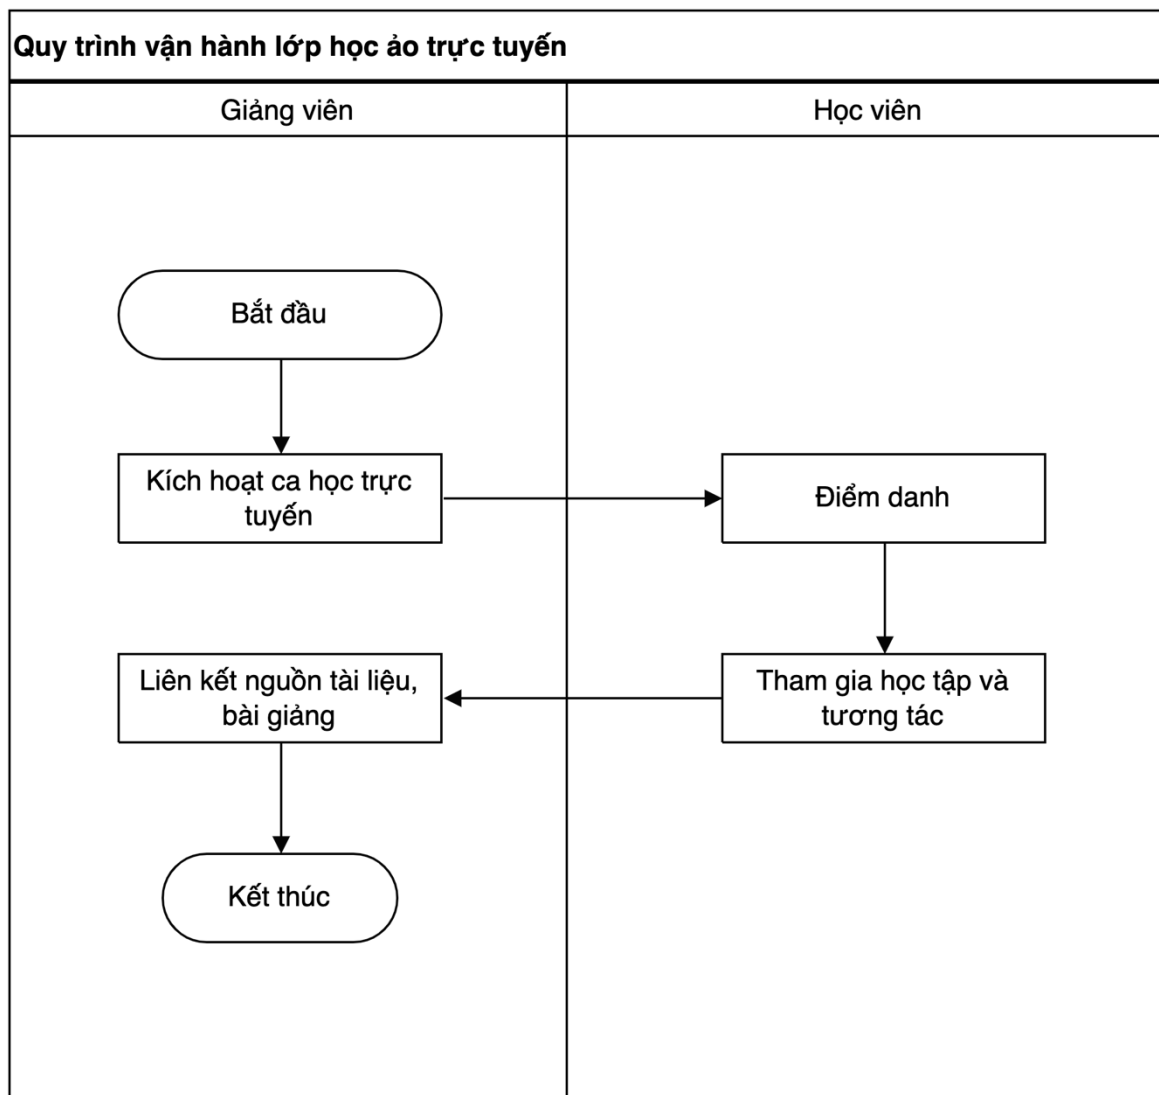 Quy trình vận hành lớp học ảo trực tuyến
Giảng viên
Học viên
Bắt đầu
Kích hoạt ca học trực
tuyến
Điểm danh
Liên kết nguồn tài liệu,
bài giảng
Tham gia học tập và
tương tác
Kết thúc